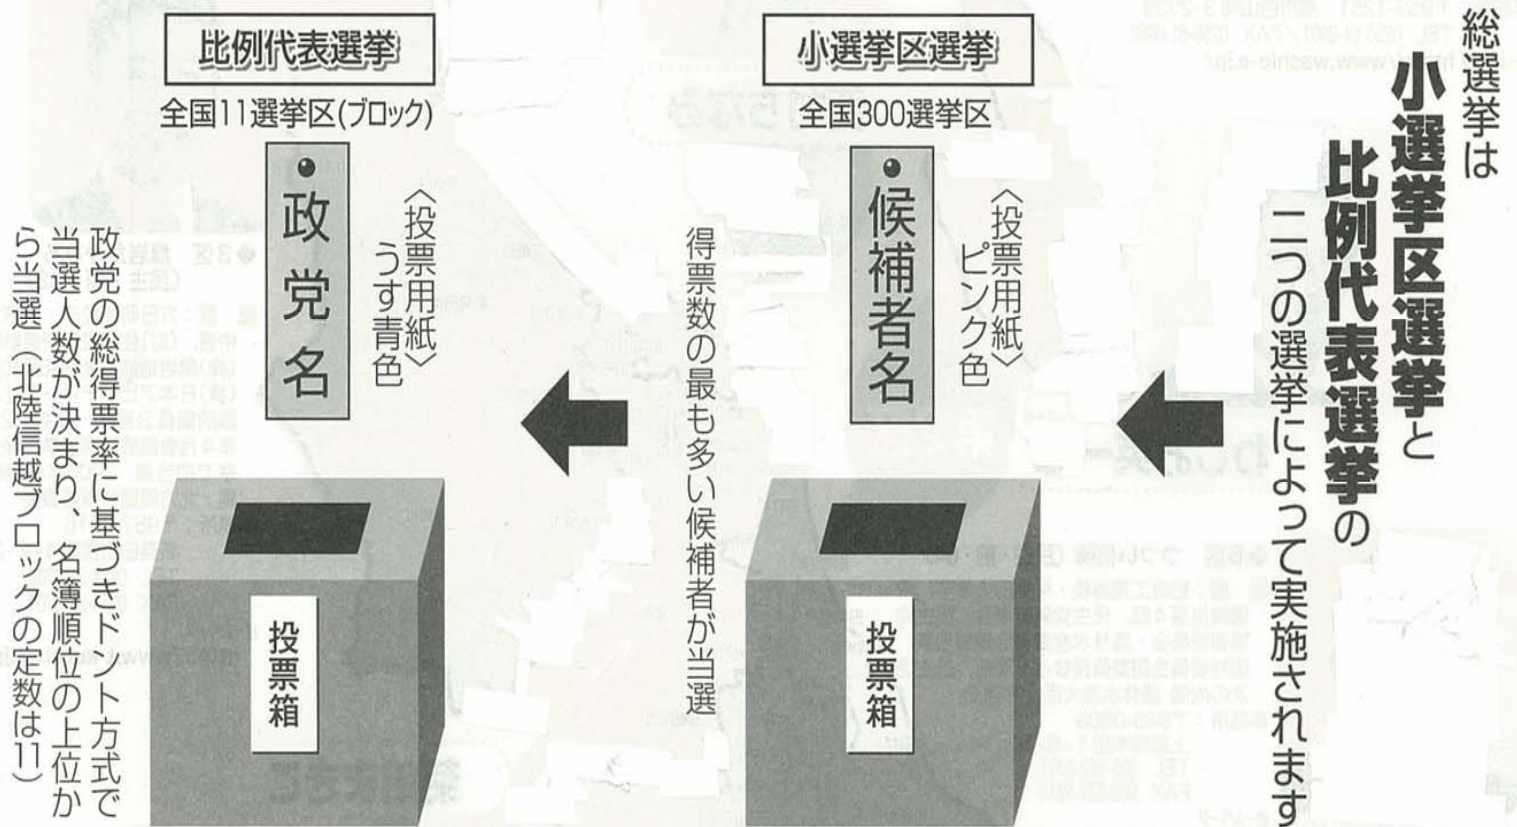 総選挙は
小選挙区選挙と
比例代表選挙の
二つの選挙によって実施されます
小選挙区選挙
全国300選挙区
〈投票用紙〉
ピンク色
候補者名
投票箱
得票数の最も多い候補者が当選
比例代表選挙
全国11選挙区(ブロック)
〈投票用紙〉
うす青色
政党名
投票箱
政党の総得票率に基づきドント方式で
当選人数が決まり、名簿順位の上位か
ら当選（北陸信越ブロックの定数は11）